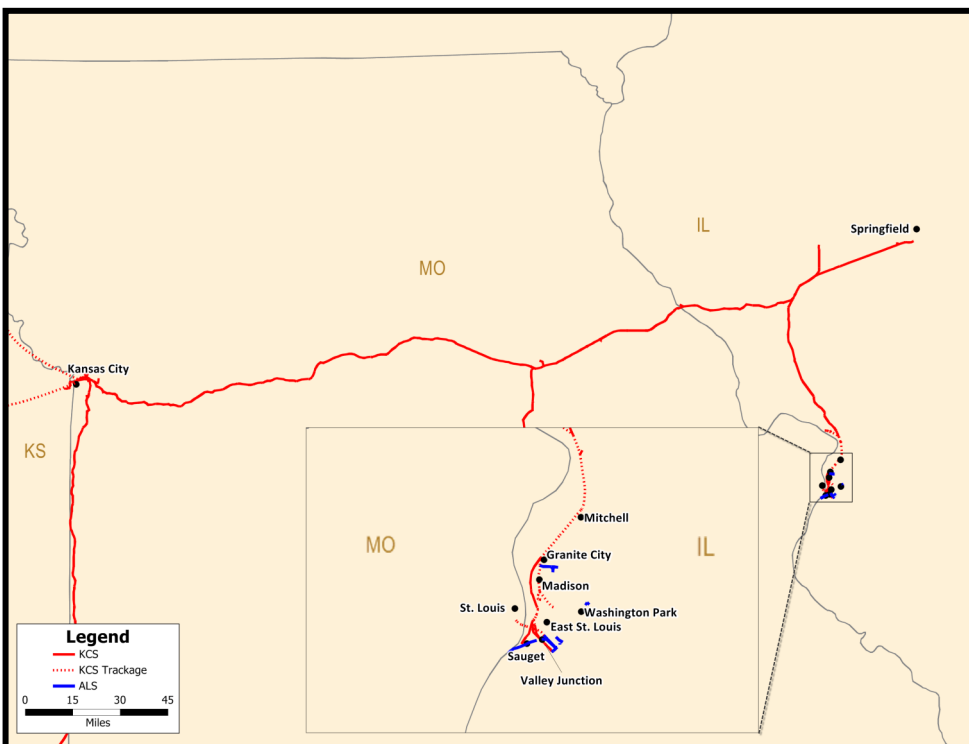 IL
Springfield
MO
Kansas City
KS
Mitchell
MO
IL
Granite City
Madison
St. Louis
Washington Park
East St. Louis
Sauget
Valley Junction
Legend
KCS
KCS Trackage
ALS
0 15 30 45
Miles